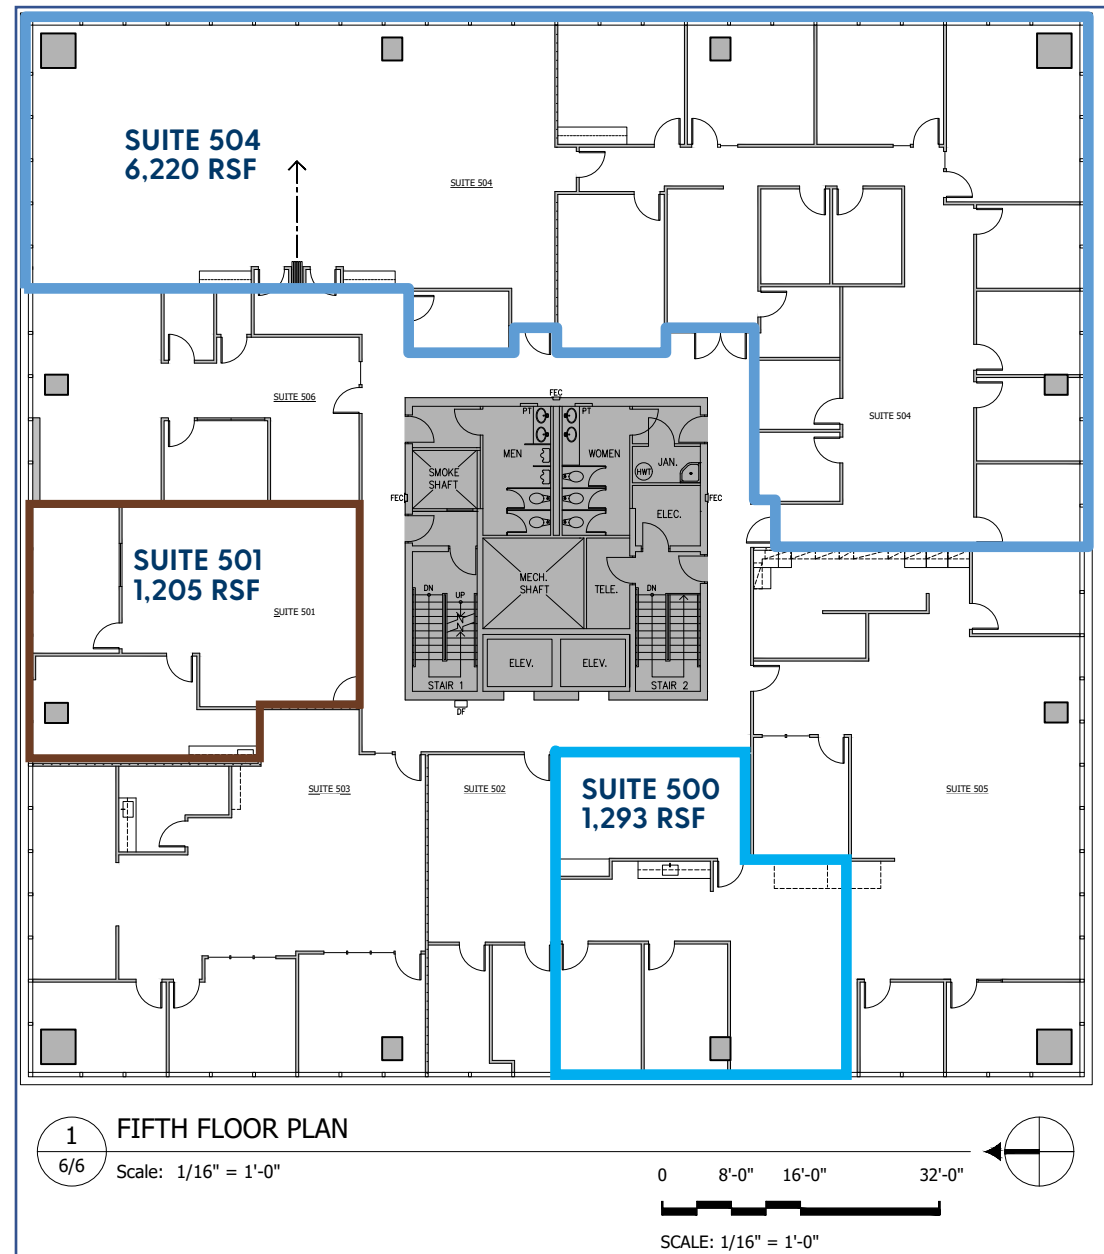 SUITE 504
6,220 RSF
SUITE 504
SUITE 506
SUITE 504
FEC
PT
PT
MEN
WOMEN
JAN.
HWT
SMOKE
SHAFT
FEC
FEC
ELEC.
SUITE 501
1,205 RSF
SUITE 501
MECH.
SHAFT
TELE.
DN
UP
DN
ELEV.
ELEV.
STAIR 1
STAIR 2
DF
SUITE 503
SUITE 502
SUITE 500
1,293 RSF
SUITE 505
1
6/6
FIFTH FLOOR PLAN
Scale: 1/16" = 1'-0"
0 8'-0" 16'-0" 32'-0"
SCALE: 1/16" = 1'-0"